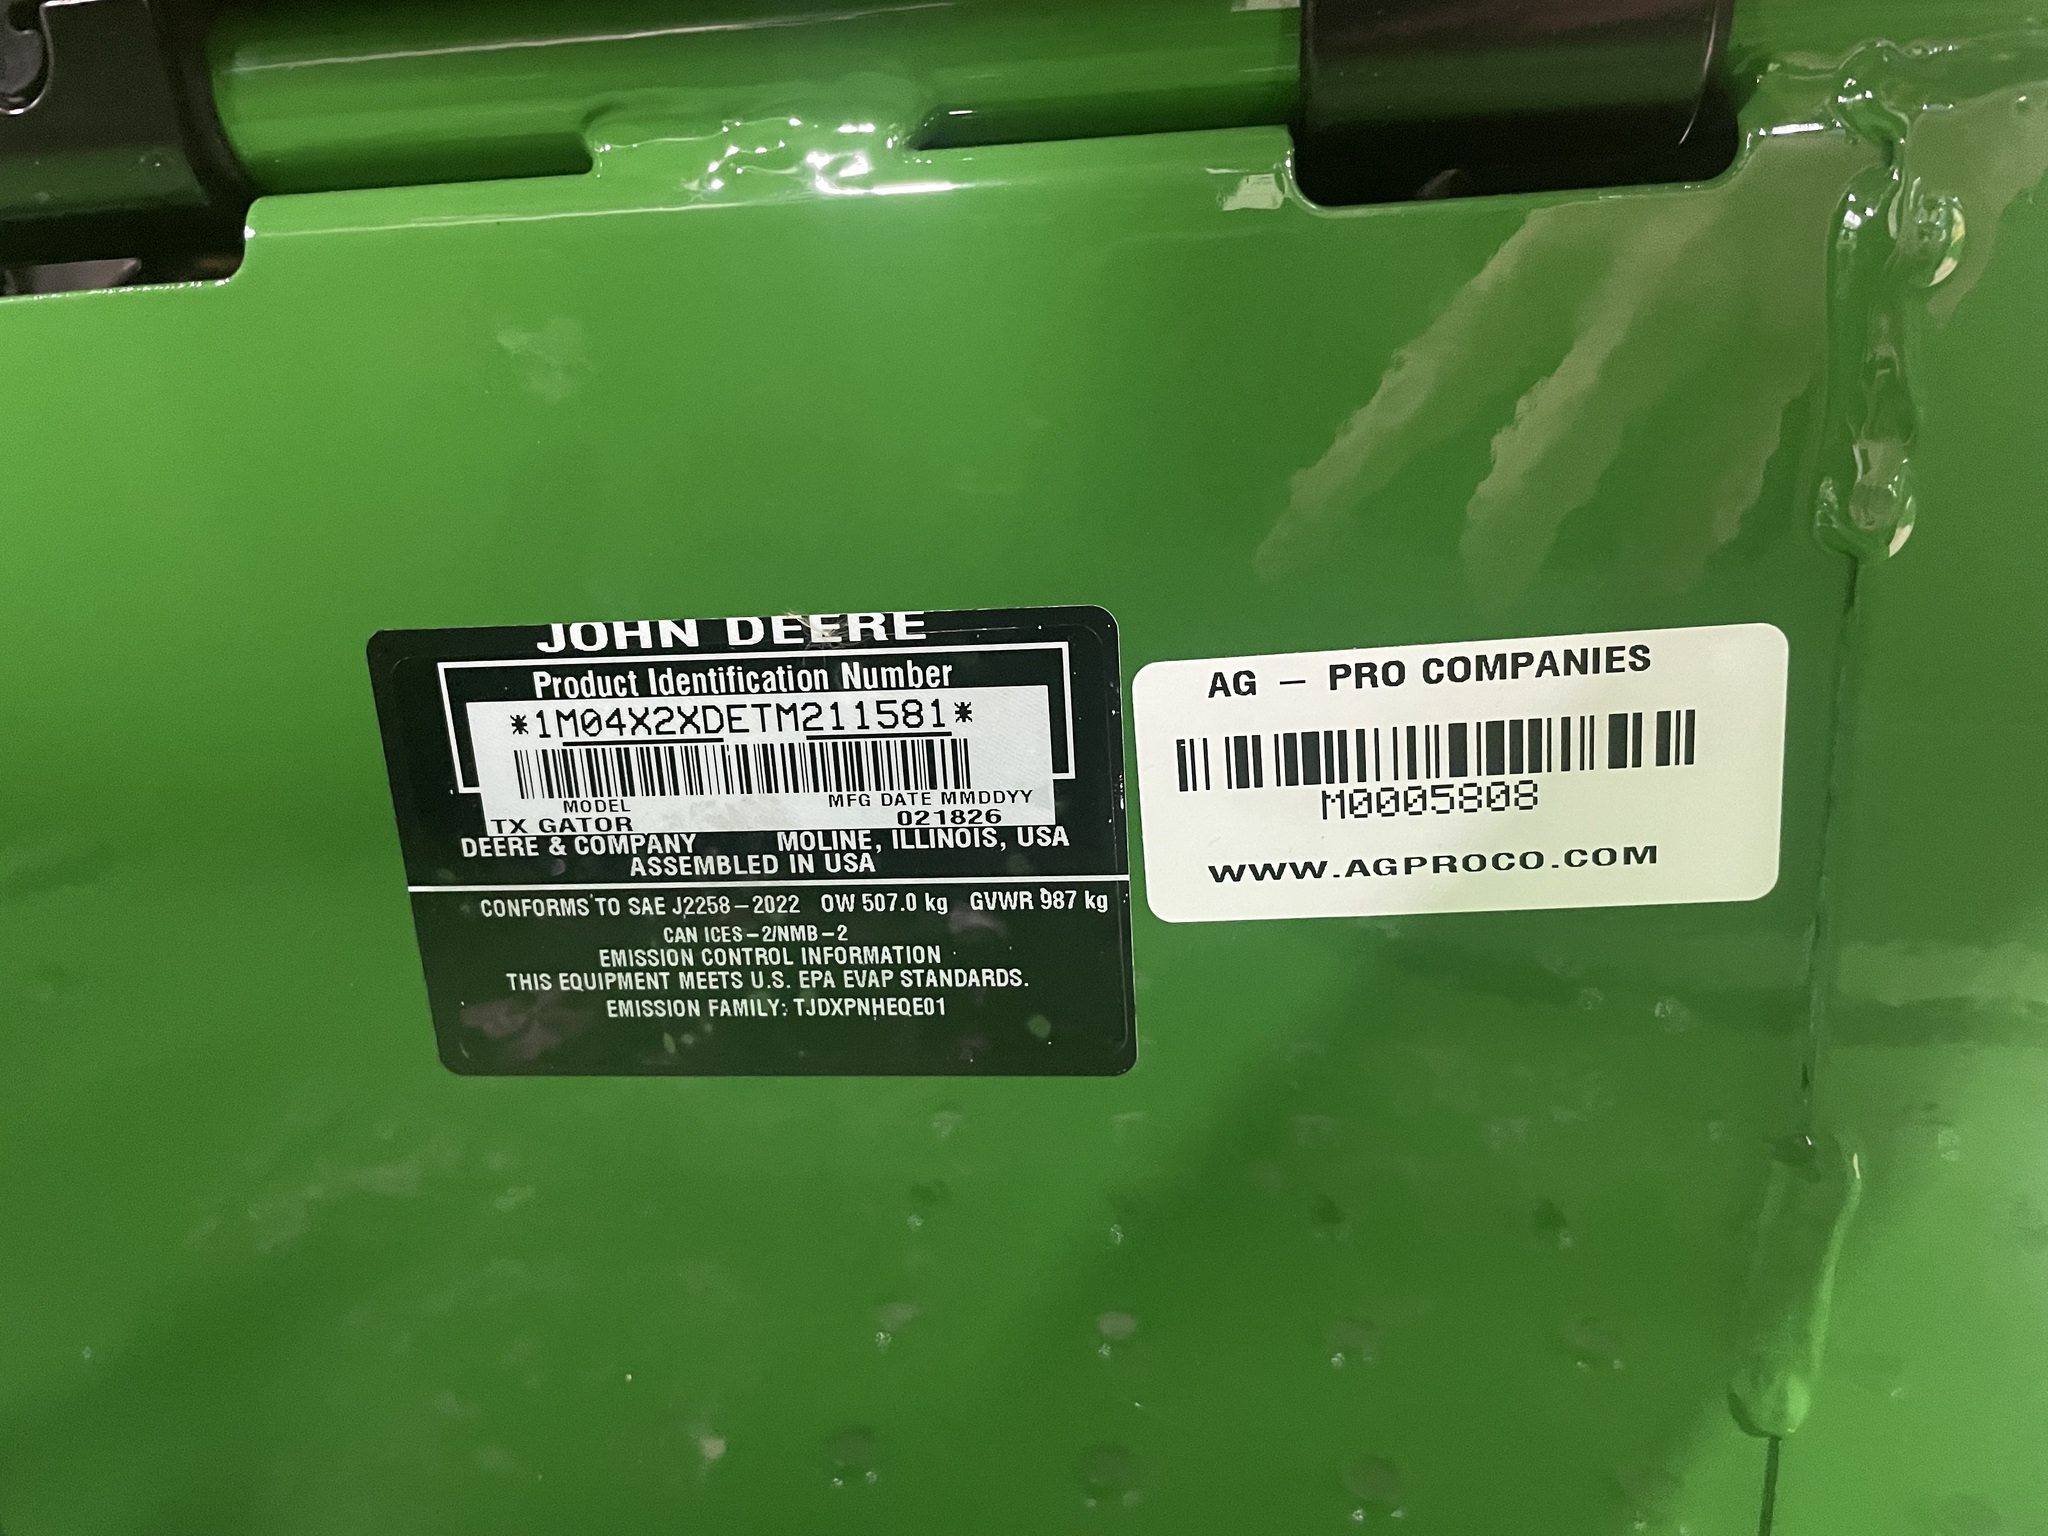 JOHN DEERE
Product Identification Number
*1M04X2XDETM211581*
MODEL MFG DATE MMDDYY
TX GATOR 021826
DEERE & COMPANY MOLINE, ILLINOIS, USA
ASSEMBLED IN USA
CONFORMS TO SAE J2258-2022 OW 507.0 kg GVWR 987 kg
CAN ICES-2/NMB-2
EMISSION CONTROL INFORMATION
THIS EQUIPMENT MEETS U.S. EPA EVAP STANDARDS.
EMISSION FAMILY: TJDXPNHEQE01
AG - PRO COMPANIES
M0005808
WWW.AGPROCO.COM